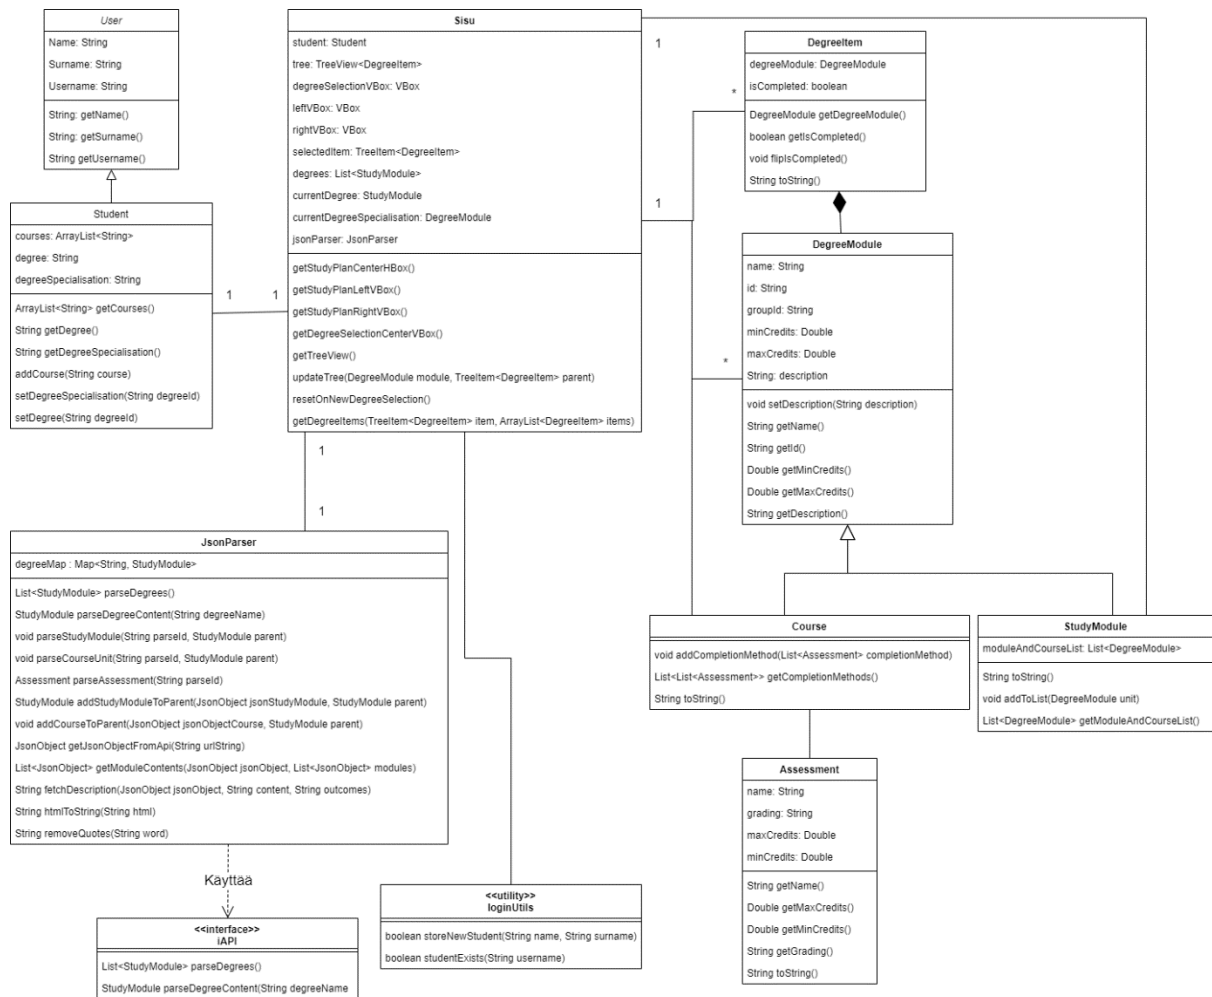 User
Name: String
Surname: String
Username: String
String: getName()
String: getSurname()
String getUsername()
Student
courses: ArrayList<String>
degree: String
degreeSpecialisation: String
ArrayList<String> getCourses()
String getDegree()
String getDegreeSpecialisation()
addCourse(String course)
setDegreeSpecialisation(String degreeId)
setDegree(String degreeId)
1
1
Sisu
student: Student
tree: TreeView<DegreeItem>
degreeSelectionVBox: VBox
leftVBox: VBox
rightVBox: VBox
selectedItem: TreeItem<DegreeItem>
degrees: List<StudyModule>
currentDegree: StudyModule
currentDegreeSpecialisation: DegreeModule
jsonParser: JsonParser
getStudyPlanCenterHBox()
getStudyPlanLeftVBox()
getStudyPlanRightVBox()
getDegreeSelectionCenterVBox()
getTreeView()
updateTree(DegreeModule module, TreeItem<DegreeItem> parent)
resetOnNewDegreeSelection()
getDegreeItems(TreeItem<DegreeItem> item, ArrayList<DegreeItem> items)
1
*
1
*
1
1
DegreeItem
degreeModule: DegreeModule
isCompleted: boolean
DegreeModule getDegreeModule()
boolean getIsCompleted()
void flipIsCompleted()
String toString()
DegreeModule
name: String
id: String
groupId: String
minCredits: Double
maxCredits: Double
String: description
void setDescription(String description)
String getName()
String getId()
Double getMinCredits()
Double getMaxCredits()
String getDescription()
JsonParser
degreeMap : Map<String, StudyModule>
List<StudyModule> parseDegrees()
StudyModule parseDegreeContent(String degreeName)
void parseStudyModule(String parseId, StudyModule parent)
void parseCourseUnit(String parseId, StudyModule parent)
Assessment parseAssessment(String parseId)
StudyModule addStudyModuleToParent(JsonObject jsonStudyModule, StudyModule parent)
void addCourseToParent(JsonObject jsonObjectCourse, StudyModule parent)
JsonObject getJsonObjectFromApi(String urlString)
List<JsonObject> getModuleContents(JsonObject jsonObject, List<JsonObject> modules)
String fetchDescription(JsonObject jsonObject, String content, String outcomes)
String htmlToString(String html)
String removeQuotes(String word)
Käyttää
<<interface>>
iAPI
List<StudyModule> parseDegrees()
StudyModule parseDegreeContent(String degreeName
<<utility>>
loginUtils
boolean storeNewStudent(String name, String surname)
boolean studentExists(String username)
Course
void addCompletionMethod(List<Assessment> completionMethod)
List<List<Assessment>> getCompletionMethods()
String toString()
StudyModule
moduleAndCourseList: List<DegreeModule>
String toString()
void addToList(DegreeModule unit)
List<DegreeModule> getModuleAndCourseList()
Assessment
name: String
grading: String
maxCredits: Double
minCredits: Double
String getName()
Double getMaxCredits()
Double getMinCredits()
String getGrading()
String toString()